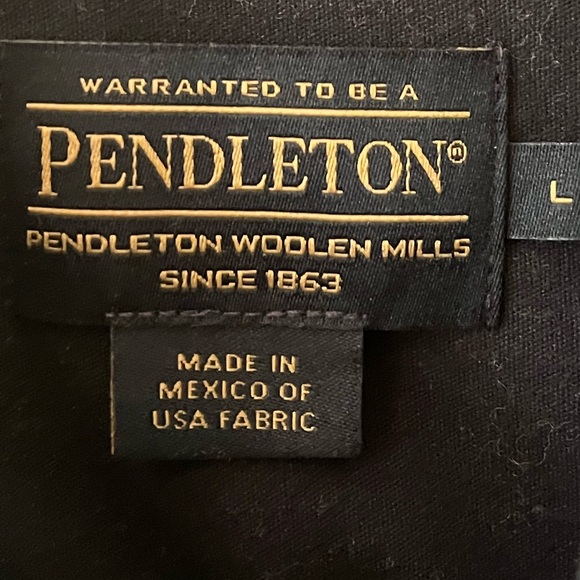 WARRANTED TO BE A
PENDLETON®
PENDLETON WOOLEN MILLS
SINCE 1863
L
MADE IN
MEXICO OF
USA FABRIC